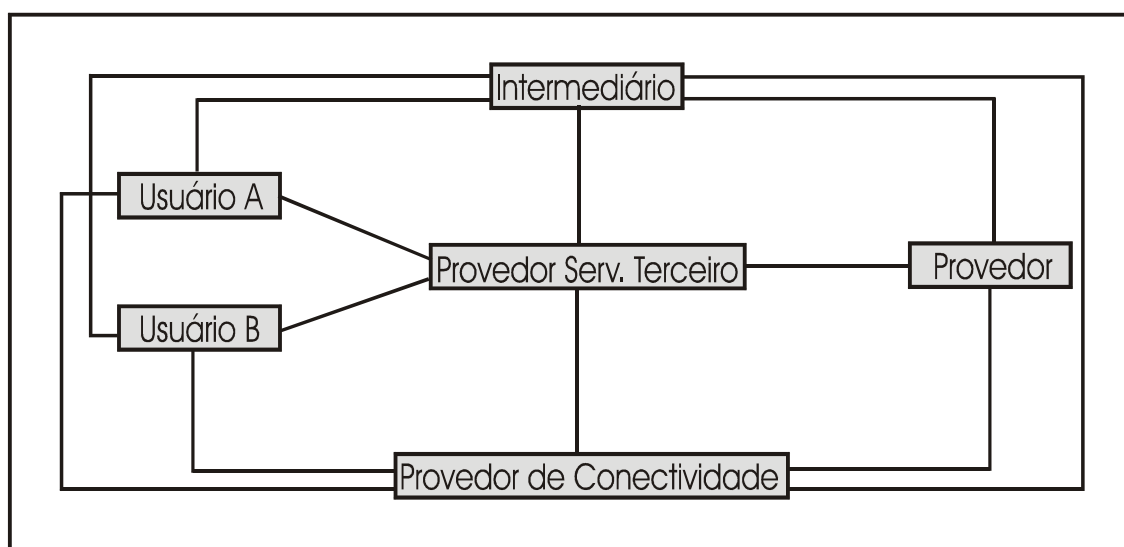 Intermediário
Usuário A
Provedor Serv. Terceiro
Provedor
Usuário B
Provedor de Conectividade